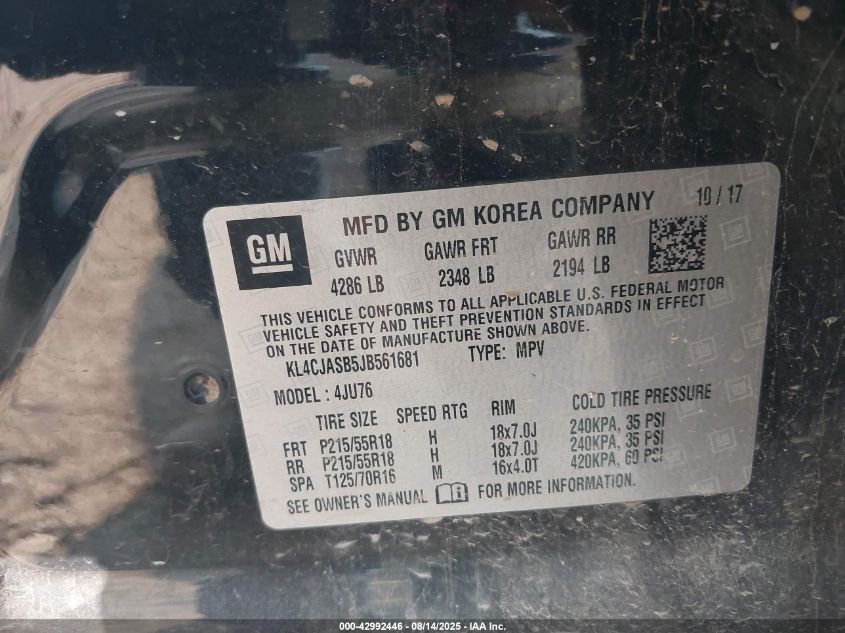 MFD BY GM KOREA COMPANY 10 / 17
GM
GVWR GAWR FRT GAWR RR
4286 LB 2348 LB 2194 LB
THIS VEHICLE CONFORMS TO ALL APPLICABLE U.S. FEDERAL MOTOR
VEHICLE SAFETY AND THEFT PREVENTION STANDARDS IN EFFECT
ON THE DATE OF MANUFACTURE SHOWN ABOVE.
KL4CJASB5JB561681 TYPE: MPV
MODEL : 4JU76
TIRE SIZE SPEED RTG RIM COLD TIRE PRESSURE
FRT P215/55R18 H 18x7.0J 240KPA, 35 PSI
RR P215/55R18 H 18x7.0J 240KPA, 35 PSI
SPA T125/70R16 M 16x4.0T 420KPA, 60 PSI
SEE OWNER'S MANUAL FOR MORE INFORMATION.
000-42992446 - 08/14/2025 - IAA Inc.